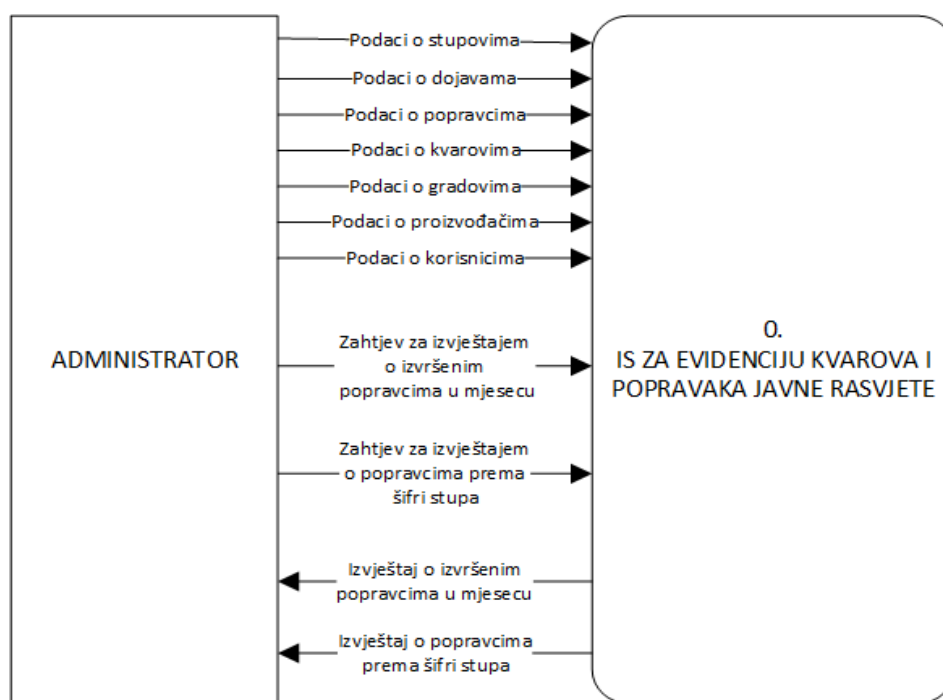 ADMINISTRATOR
Podaci o stupovima
Podaci o dojavama
Podaci o popravcima
Podaci o kvarovima
Podaci o gradovima
Podaci o proizvođačima
Podaci o korisnicima
Zahtjev za izvještajem
o izvršenim
popravcima u mjesecu
Zahtjev za izvještajem
o popravcima prema
šifri stupa
Izvještaj o izvršenim
popravcima u mjesecu
Izvještaj o popravcima
prema šifri stupa
0.
IS ZA EVIDENCIJU KVAROVA I
POPRAVAKA JAVNE RASVJETE